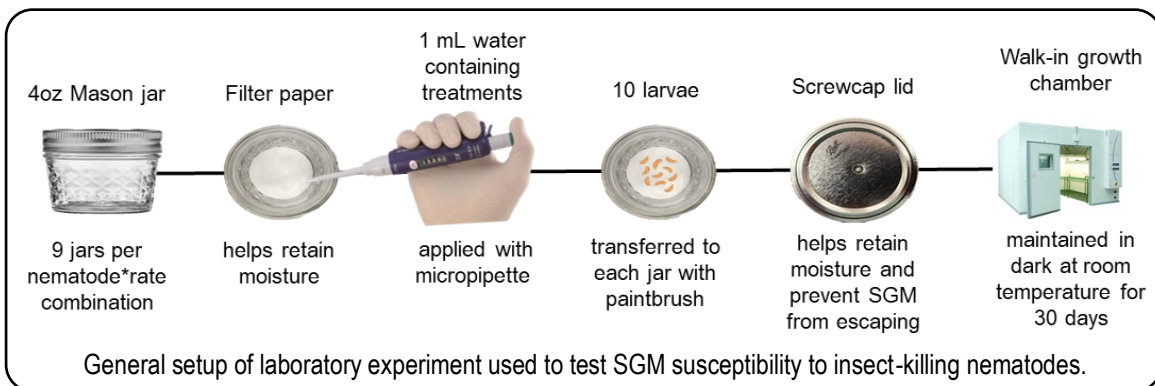 4oz Mason jar
9 jars per
nematode*rate
combination
Filter paper
helps retain
moisture
1 mL water
containing
treatments
applied with
micropipette
10 larvae
transferred to
each jar with
paintbrush
Screwcap lid
helps retain
moisture and
prevent SGM
from escaping
Walk-in growth
chamber
maintained in
dark at room
temperature for
30 days
General setup of laboratory experiment used to test SGM susceptibility to insect-killing nematodes.